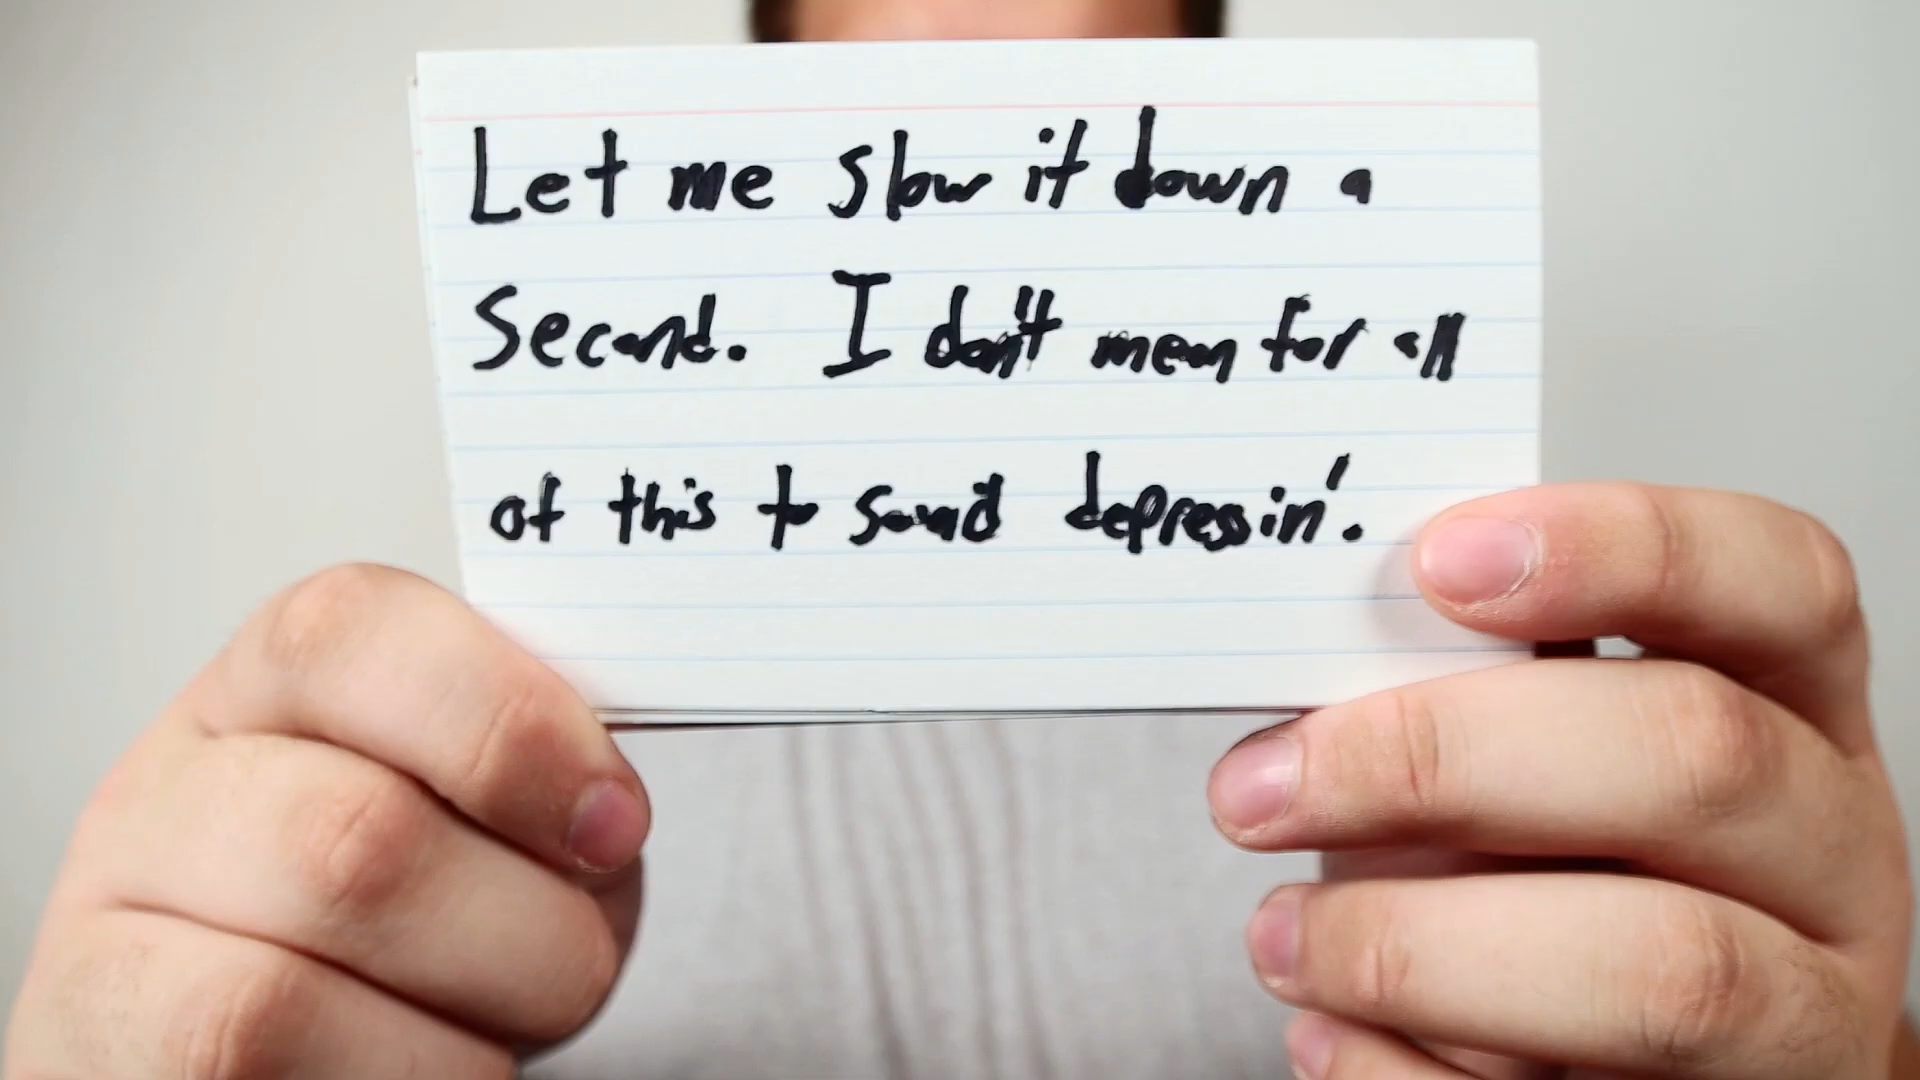 Let me slow it down a
Second. I don't mean for all
of this to sound depressin'.